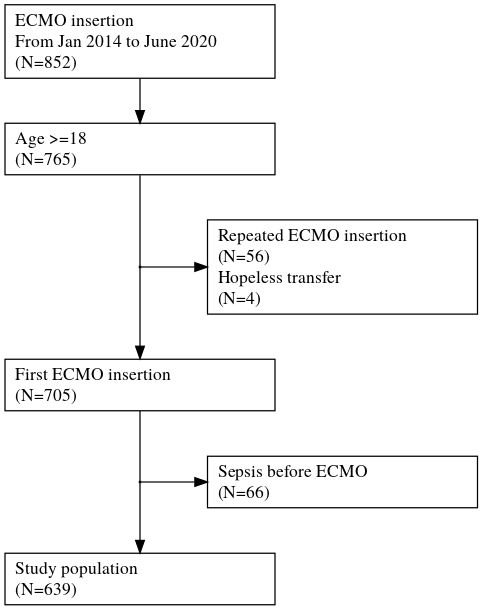 ECMO insertion
From Jan 2014 to June 2020
(N=852)
Age >=18
(N=765)
Repeated ECMO insertion
(N=56)
Hopeless transfer
(N=4)
First ECMO insertion
(N=705)
Sepsis before ECMO
(N=66)
Study population
(N=639)